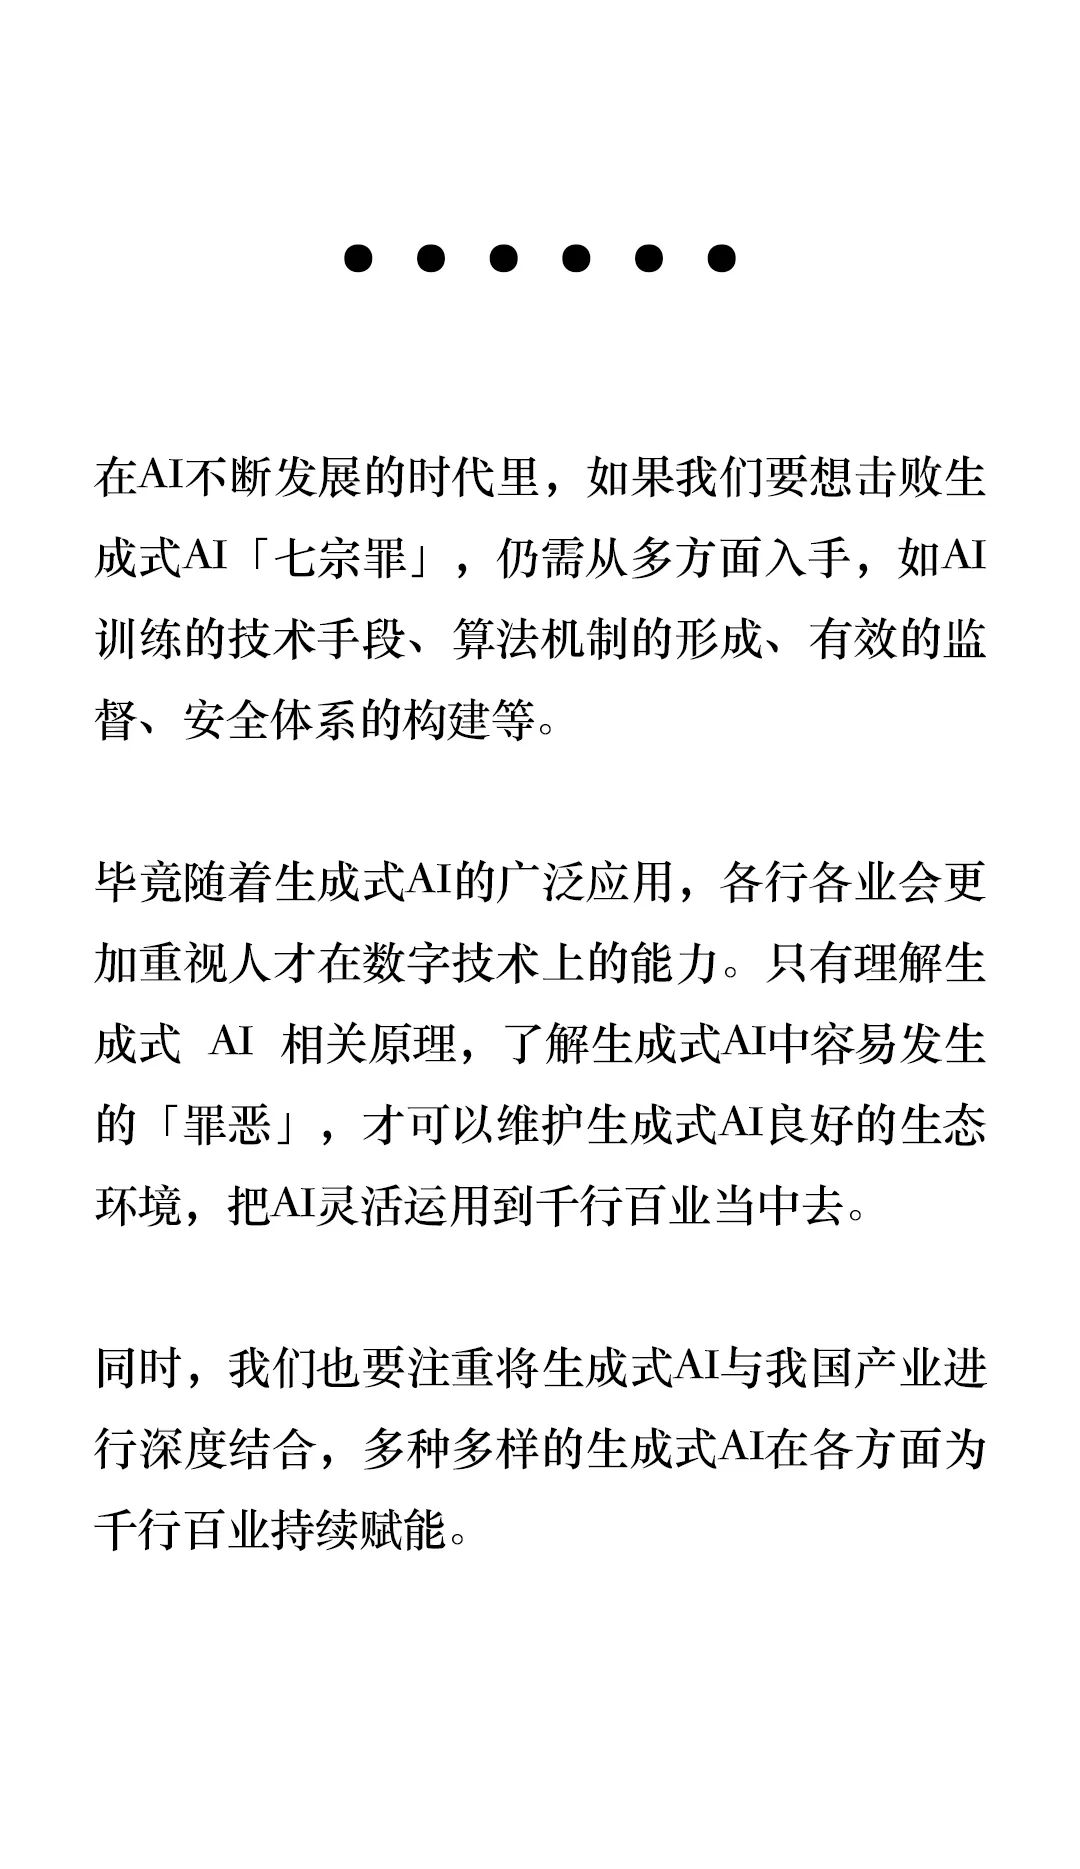 在AI不断发展的时代里，如果我们要想击败生
成式AI「七宗罪」，仍需从多方面入手，如AI
训练的技术手段、算法机制的形成、有效的监
督、安全体系的构建等。
毕竟随着生成式AI的广泛应用，各行各业会更
加重视人才在数字技术上的能力。只有理解生
成式 AI 相关原理，了解生成式AI中容易发生
的「罪恶」，才可以维护生成式AI良好的生态
环境，把AI灵活运用到千行百业当中去。
同时，我们也要注重将生成式AI与我国产业进
行深度结合，多种多样的生成式AI在各方面为
千行百业持续赋能。